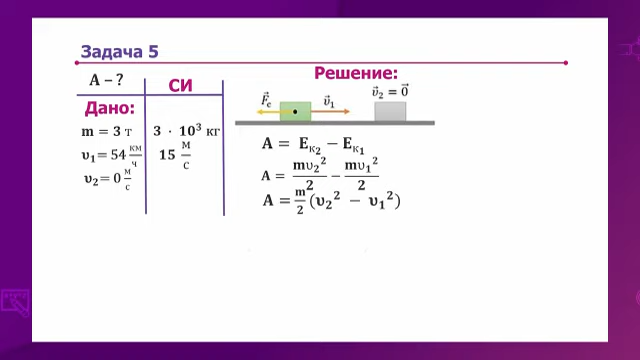 Задача 5
А – ?
СИ
Дано:
m = 3 т
3 · 10³ кг
υ₁ = 54 км/ч
15 м/с
υ₂ = 0 м/с
Решение:
F⃗с
υ⃗₁
υ⃗₂ = 0⃗
A = Eк₂ − Eк₁
A = mυ₂²/2 − mυ₁²/2
A = m/2 (υ₂² − υ₁²)